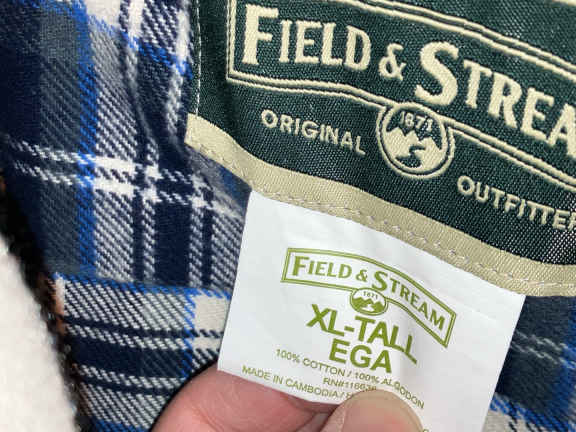 FIELD & STREA
1871
ORIGINAL
OUTFITTER
FIELD & STREAM
1871
XL-TALL
EGA
100% COTTON / 100% ALGODON
MADE IN CAMBODIA /